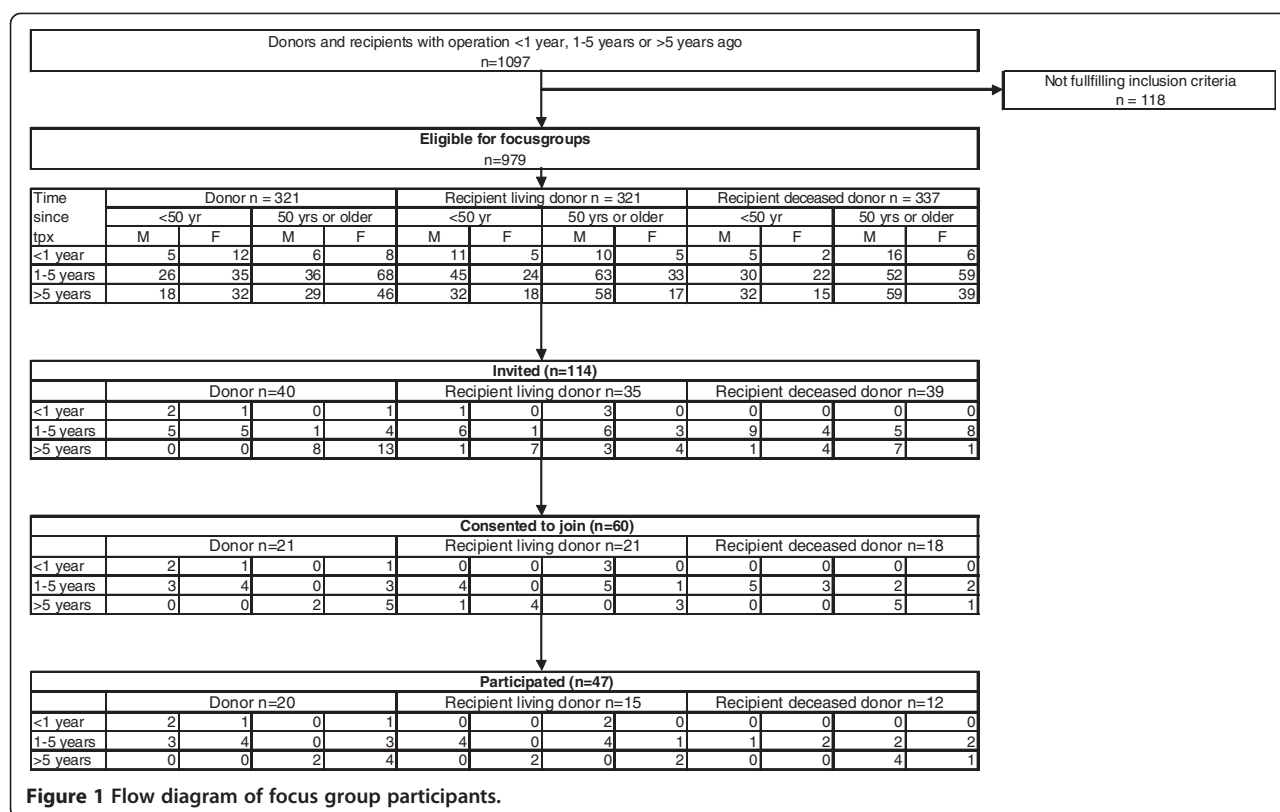 Donors and recipients with operation <1 year, 1-5 years or >5 years ago
n=1097
Not fullfilling inclusion criteria
n = 118
Eligible for focusgroups
n=979
Time Donor n = 321 Recipient living donor n = 321 Recipient deceased donor n = 337
since <50 yr 50 yrs or older <50 yr 50 yrs or older <50 yr 50 yrs or older
tpx M F M F M F M F M F M F
<1 year 5 12 6 8 11 5 10 5 5 2 16 6
1-5 years 26 35 36 68 45 24 63 33 30 22 52 59
>5 years 18 32 29 46 32 18 58 17 32 15 59 39
Invited (n=114)
Donor n=40 Recipient living donor n=35 Recipient deceased donor n=39
<1 year 2 1 0 1 1 0 3 0 0 0 0 0
1-5 years 5 5 1 4 6 1 6 3 9 4 5 8
>5 years 0 0 8 13 1 7 3 4 1 4 7 1
Consented to join (n=60)
Donor n=21 Recipient living donor n=21 Recipient deceased donor n=18
<1 year 2 1 0 1 0 0 3 0 0 0 0 0
1-5 years 3 4 0 3 4 0 5 1 5 3 2 2
>5 years 0 0 2 5 1 4 0 3 0 0 5 1
Participated (n=47)
Donor n=20 Recipient living donor n=15 Recipient deceased donor n=12
<1 year 2 1 0 1 0 0 2 0 0 0 0 0
1-5 years 3 4 0 3 4 0 4 1 1 2 2 2
>5 years 0 0 2 4 0 2 0 2 0 0 4 1
Figure 1 Flow diagram of focus group participants.